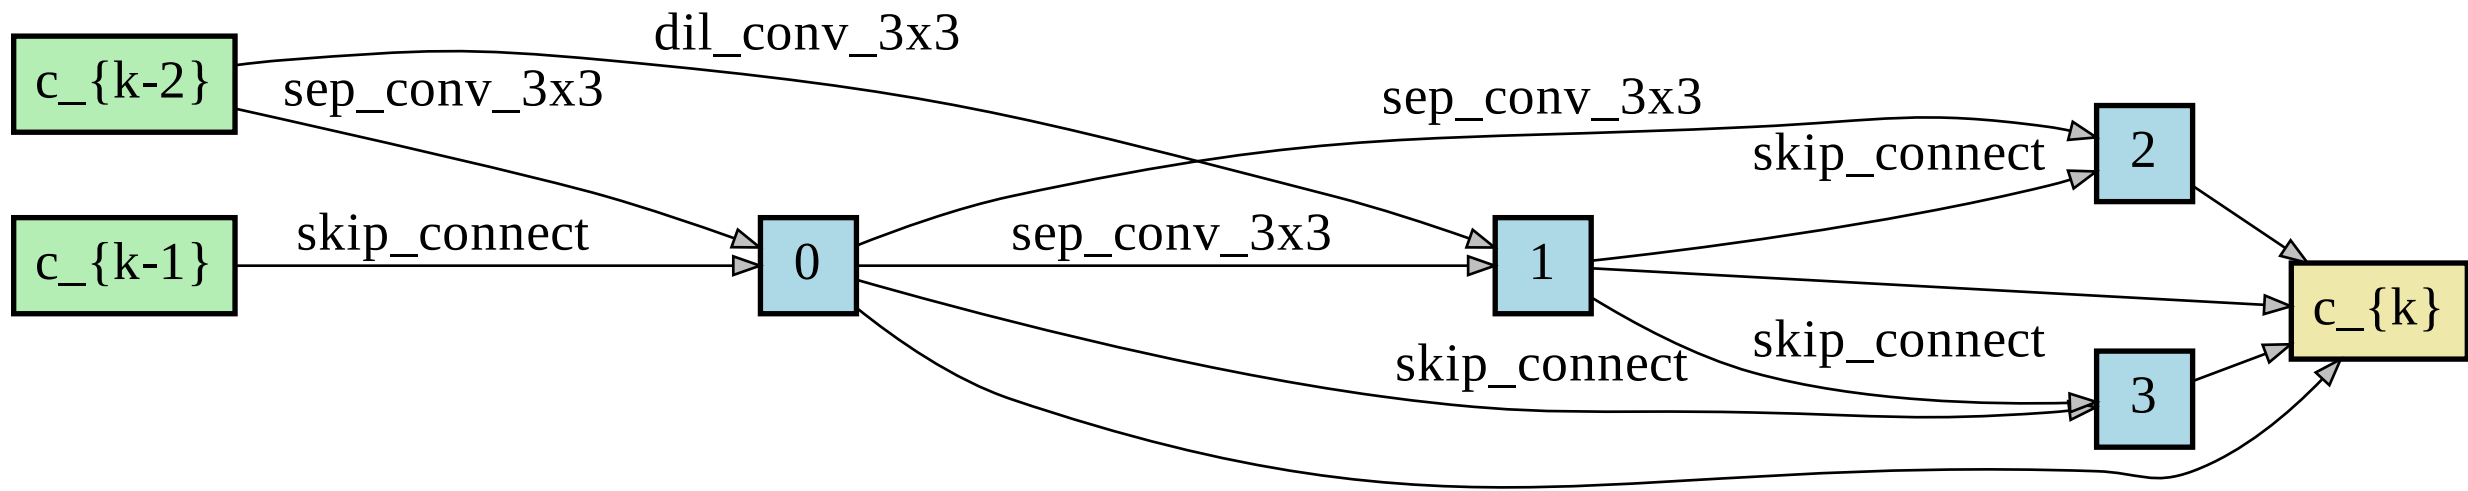 dil_conv_3x3
c_{k-2}
sep_conv_3x3
sep_conv_3x3
2
skip_connect
c_{k-1}
skip_connect
0
sep_conv_3x3
1
c_{k}
skip_connect
skip_connect
3